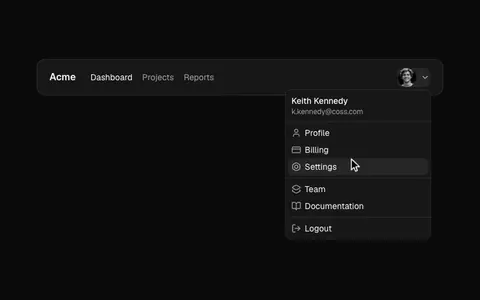 Acme Dashboard Projects Reports
Keith Kennedy
k.kennedy@coss.com
Profile
Billing
Settings
Team
Documentation
Logout